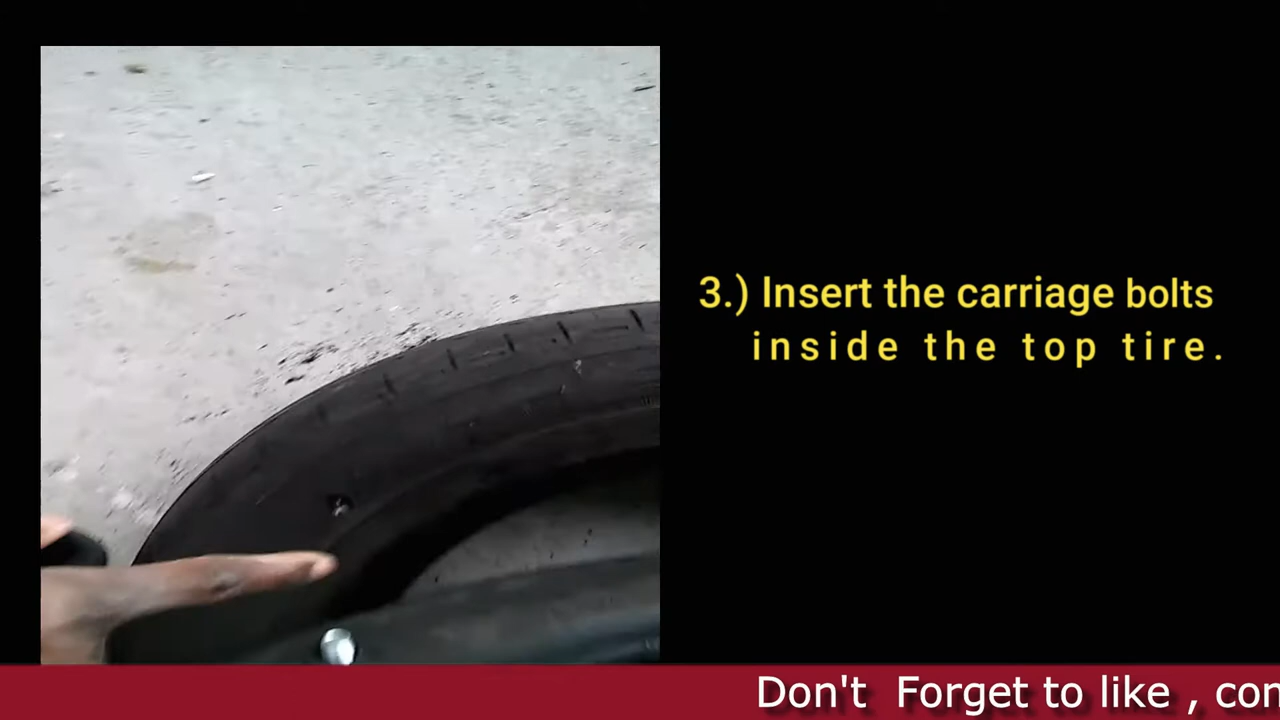 3.) Insert the carriage bolts
inside the top tire.
Don't Forget to like , con